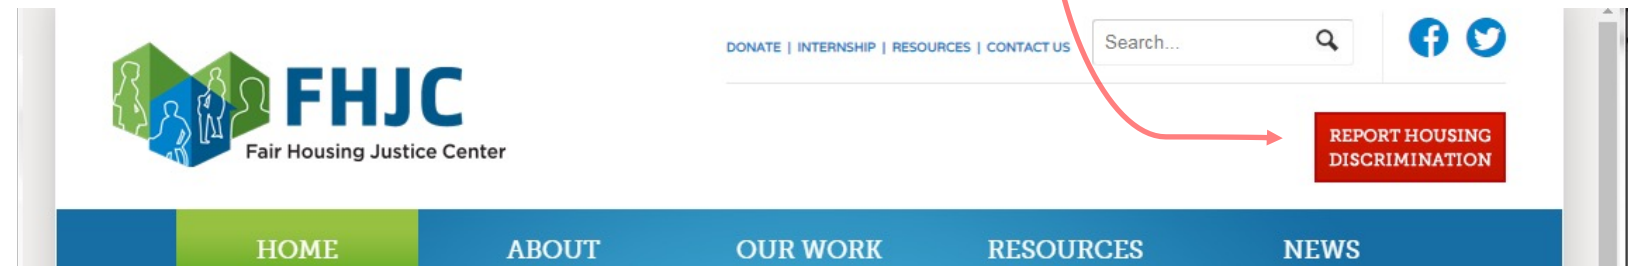 DONATE | INTERNSHIP | RESOURCES | CONTACT US
Search...
FHJC
Fair Housing Justice Center
REPORT HOUSING
DISCRIMINATION
HOME ABOUT OUR WORK RESOURCES NEWS